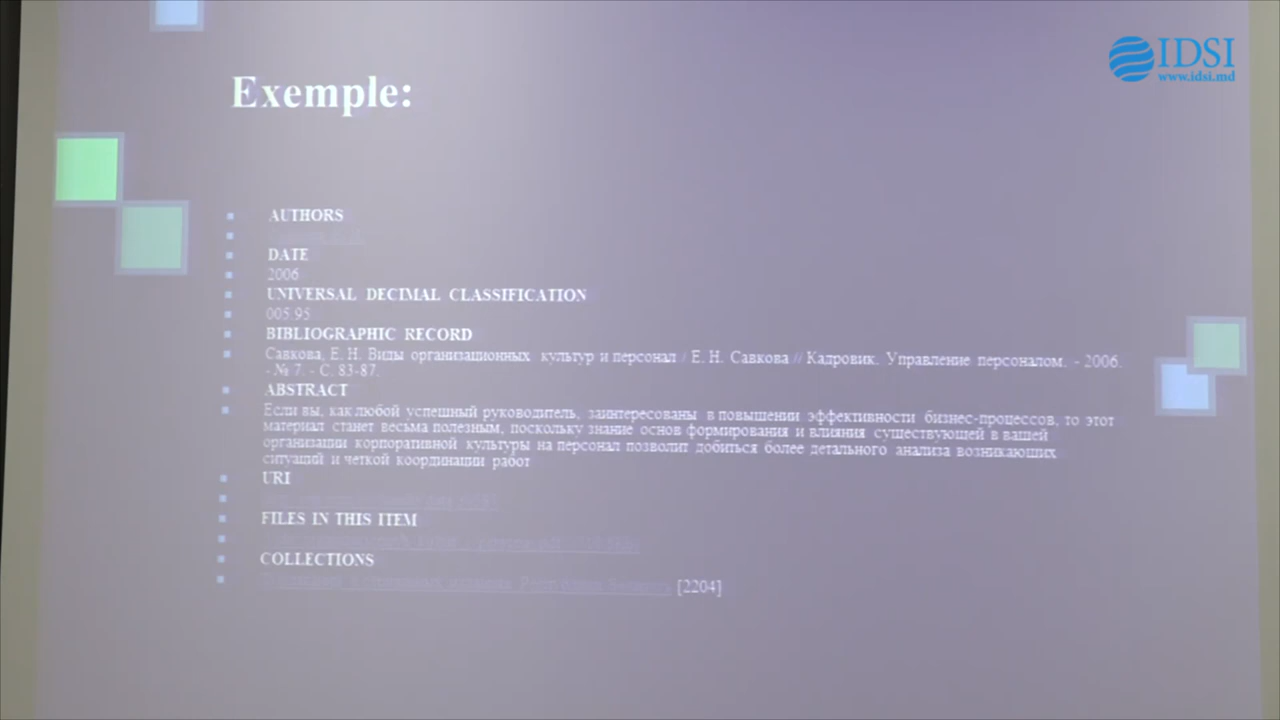 IDSI
www.idsi.md
Exemple:
AUTHORS
DATE
2006
UNIVERSAL DECIMAL CLASSIFICATION
005.95
BIBLIOGRAPHIC RECORD
Савкова, Е. Н. Виды организационных культур и персонал / Е. Н. Савкова // Кадровик. Управление персоналом. - 2006.
- № 7. - С. 83-87.
ABSTRACT
Если вы, как любой успешный руководитель, заинтересованы в повышении эффективности бизнес-процессов, то этот
материал станет весьма полезным, поскольку знание основ формирования и влияния существующей в вашей
организации корпоративной культуры на персонал позволит добиться более детального анализа возникающих
ситуаций и четкой координации работ
URI
FILES IN THIS ITEM
COLLECTIONS
[2204]